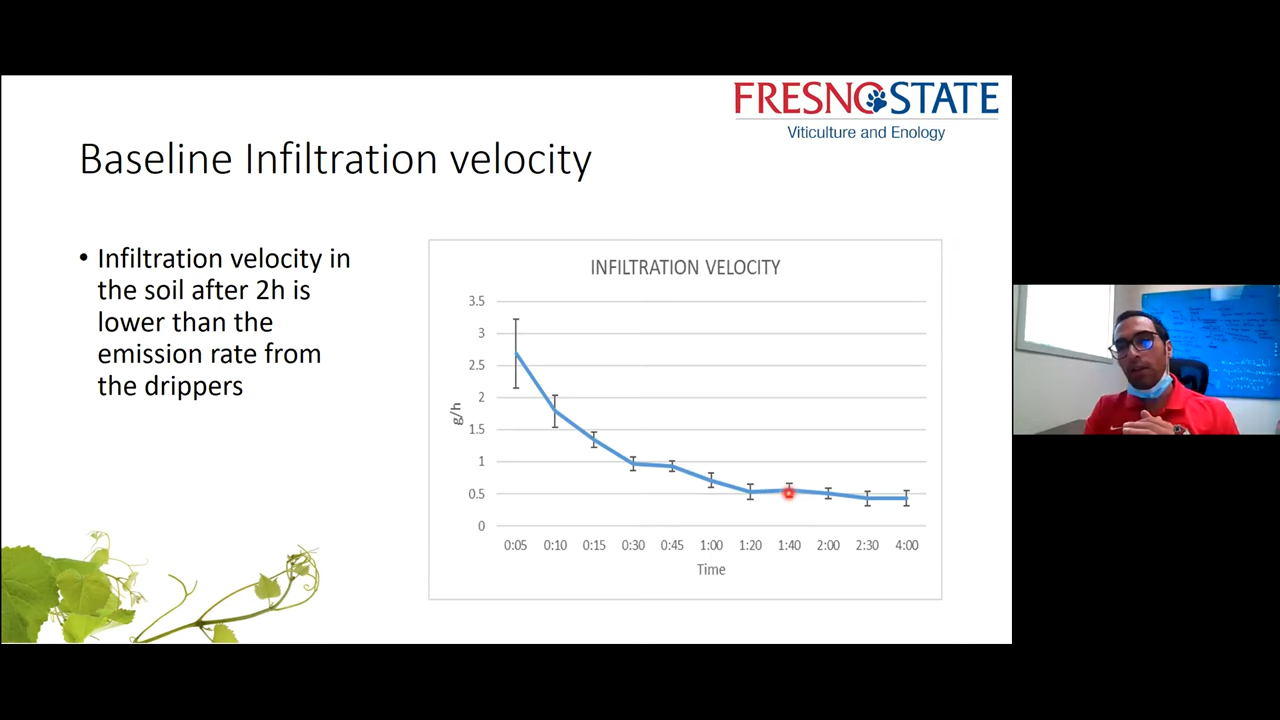 FRESNO STATE
Viticulture and Enology
Baseline Infiltration velocity
• Infiltration velocity in
the soil after 2h is
lower than the
emission rate from
the drippers
INFILTRATION VELOCITY
3.5
3
2.5
2
1.5
1
0.5
0
g/h
0:05 0:10 0:15 0:30 0:45 1:00 1:20 1:40 2:00 2:30 4:00
Time